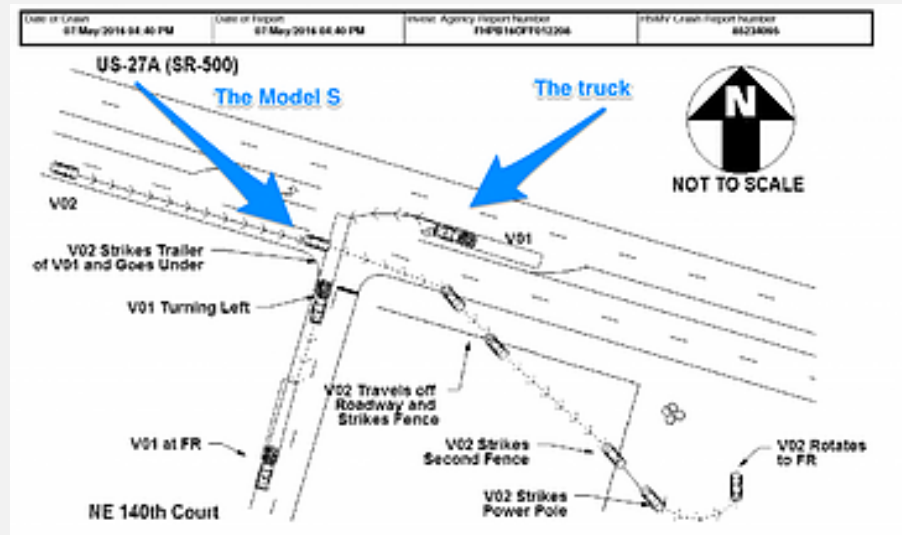 Date of Crash
07/May/2016 04:40 PM
Date of Report
07/May/2016 04:40 PM
Invest. Agency Report Number
HSMV Crash Report Number
US-27A (SR-500)
The Model S
The truck
N
NOT TO SCALE
V02
V01
V02 Strikes Trailer
of V01 and Goes Under
V01 Turning Left
V02 Travels off
Roadway and
Strikes Fence
V01 at FR
V02 Strikes
Second Fence
V02 Rotates
to FR
V02 Strikes
Power Pole
NE 140th Court